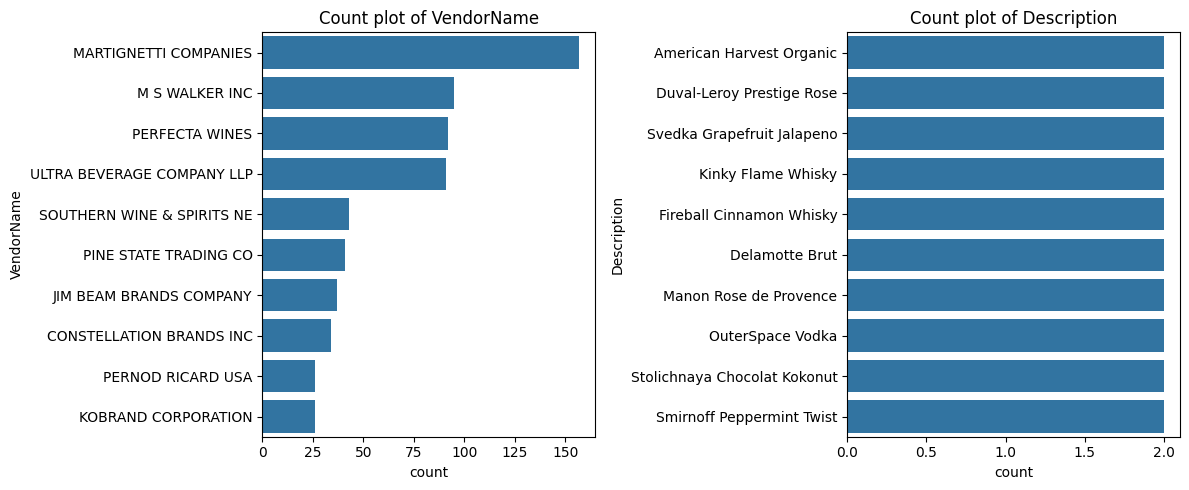 Count plot of VendorName
VendorName
MARTIGNETTI COMPANIES
M S WALKER INC
PERFECTA WINES
ULTRA BEVERAGE COMPANY LLP
SOUTHERN WINE & SPIRITS NE
PINE STATE TRADING CO
JIM BEAM BRANDS COMPANY
CONSTELLATION BRANDS INC
PERNOD RICARD USA
KOBRAND CORPORATION
0 25 50 75 100 125 150
count
Count plot of Description
Description
American Harvest Organic
Duval-Leroy Prestige Rose
Svedka Grapefruit Jalapeno
Kinky Flame Whisky
Fireball Cinnamon Whisky
Delamotte Brut
Manon Rose de Provence
OuterSpace Vodka
Stolichnaya Chocolat Kokonut
Smirnoff Peppermint Twist
0.0 0.5 1.0 1.5 2.0
count